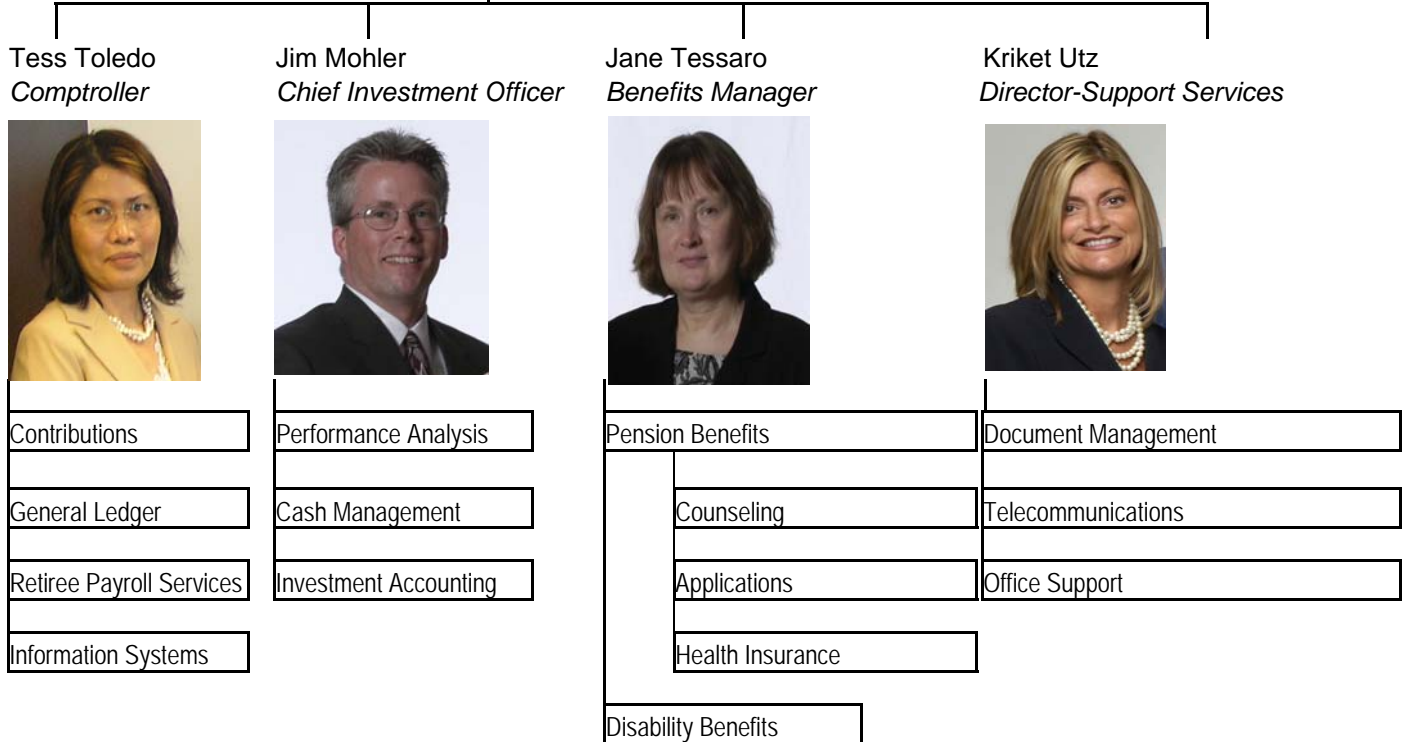 Tess Toledo
Comptroller
Jim Mohler
Chief Investment Officer
Jane Tessaro
Benefits Manager
Kriket Utz
Director-Support Services
Contributions
General Ledger
Retiree Payroll Services
Information Systems
Performance Analysis
Cash Management
Investment Accounting
Pension Benefits
Counseling
Applications
Health Insurance
Disability Benefits
Document Management
Telecommunications
Office Support